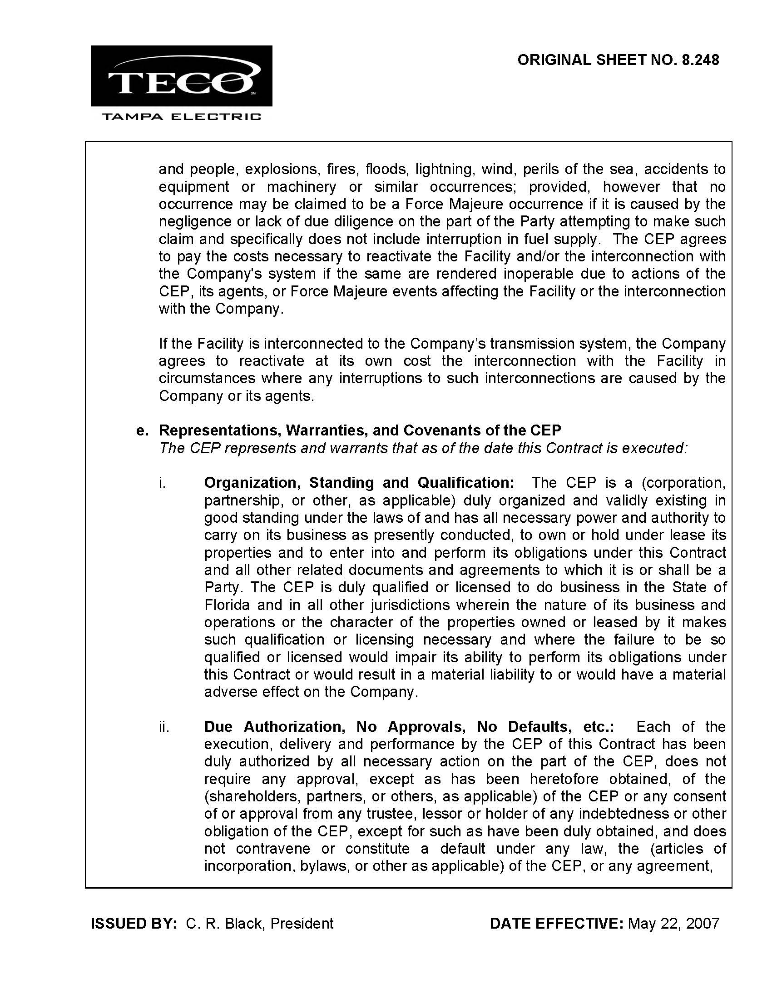 ORIGINAL SHEET NO. 8.248
TECO
SM
TAMPA ELECTRIC
and people, explosions, fires, floods, lightning, wind, perils of the sea, accidents to
equipment or machinery or similar occurrences; provided, however that no
occurrence may be claimed to be a Force Majeure occurrence if it is caused by the
negligence or lack of due diligence on the part of the Party attempting to make such
claim and specifically does not include interruption in fuel supply. The CEP agrees
to pay the costs necessary to reactivate the Facility and/or the interconnection with
the Company's system if the same are rendered inoperable due to actions of the
CEP, its agents, or Force Majeure events affecting the Facility or the interconnection
with the Company.
If the Facility is interconnected to the Company’s transmission system, the Company
agrees to reactivate at its own cost the interconnection with the Facility in
circumstances where any interruptions to such interconnections are caused by the
Company or its agents.
e. Representations, Warranties, and Covenants of the CEP
The CEP represents and warrants that as of the date this Contract is executed:
i. Organization, Standing and Qualification: The CEP is a (corporation,
partnership, or other, as applicable) duly organized and validly existing in
good standing under the laws of and has all necessary power and authority to
carry on its business as presently conducted, to own or hold under lease its
properties and to enter into and perform its obligations under this Contract
and all other related documents and agreements to which it is or shall be a
Party. The CEP is duly qualified or licensed to do business in the State of
Florida and in all other jurisdictions wherein the nature of its business and
operations or the character of the properties owned or leased by it makes
such qualification or licensing necessary and where the failure to be so
qualified or licensed would impair its ability to perform its obligations under
this Contract or would result in a material liability to or would have a material
adverse effect on the Company.
ii. Due Authorization, No Approvals, No Defaults, etc.: Each of the
execution, delivery and performance by the CEP of this Contract has been
duly authorized by all necessary action on the part of the CEP, does not
require any approval, except as has been heretofore obtained, of the
(shareholders, partners, or others, as applicable) of the CEP or any consent
of or approval from any trustee, lessor or holder of any indebtedness or other
obligation of the CEP, except for such as have been duly obtained, and does
not contravene or constitute a default under any law, the (articles of
incorporation, bylaws, or other as applicable) of the CEP, or any agreement,
ISSUED BY: C. R. Black, President
DATE EFFECTIVE: May 22, 2007